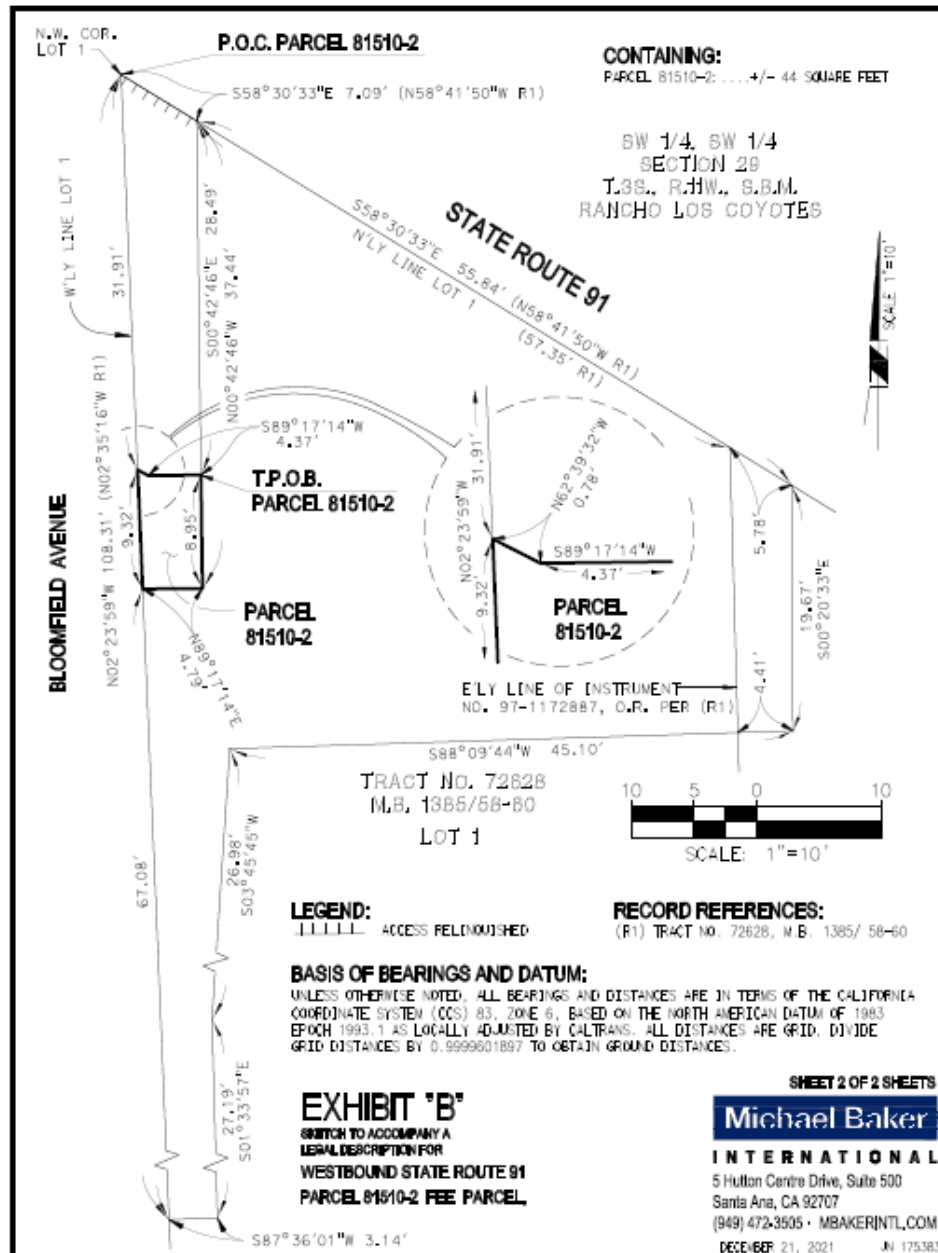 N.W. COR.
LOT 1
P.O.C. PARCEL 81510-2
S58°30'33"E 7.09' (N58°41'50"W R1)
CONTAINING:
PARCEL 81510-2: ....+/- 44 SQUARE FEET
SW 1/4, SW 1/4
SECTION 29
T.3S., R.11W., S.B.M.
RANCHO LOS COYOTES
STATE ROUTE 91
S58°30'33"E 55.84' (N58°41'50"W R1)
N'LY LINE LOT 1
(57.35' R1)
SCALE 1"=10'
W'LY LINE LOT 1
31.91'
S00°42'46"E 28.49'
N00°42'46"W 37.44'
S89°17'14"W
4.37'
T.P.O.B.
PARCEL 81510-2
BLOOMFIELD AVENUE
N02°23'59"W 108.31' (N02°35'16"W R1)
9.32'
8.95'
PARCEL
81510-2
N89°17'14"E
4.79'
31.91'
N02°23'59"W
N62°39'32"W
0.78'
S89°17'14"W
4.37'
9.32'
PARCEL
81510-2
5.78'
19.67'
S00°20'33"E
4.41'
E'LY LINE OF INSTRUMENT
NO. 97-1172887, O.R. PER (R1)
S88°09'44"W 45.10'
TRACT NO. 72628
M.B. 1385/58-60
LOT 1
10 5 0 10
SCALE: 1"=10'
67.08'
26.98'
S03°45'45"W
LEGEND:
ACCESS RELINQUISHED
RECORD REFERENCES:
(R1) TRACT NO. 72628, M.B. 1385/ 58-60
BASIS OF BEARINGS AND DATUM:
UNLESS OTHERWISE NOTED, ALL BEARINGS AND DISTANCES ARE IN TERMS OF THE CALIFORNIA
COORDINATE SYSTEM (CCS) 83, ZONE 6, BASED ON THE NORTH AMERICAN DATUM OF 1983
EPOCH 1993.1 AS LOCALLY ADJUSTED BY CALTRANS. ALL DISTANCES ARE GRID. DIVIDE
GRID DISTANCES BY 0.9999601897 TO OBTAIN GROUND DISTANCES.
27.19'
S01°33'57"E
S87°36'01"W 3.14'
EXHIBIT "B"
SKETCH TO ACCOMPANY A
LEGAL DESCRIPTION FOR
WESTBOUND STATE ROUTE 91
PARCEL 81510-2 FEE PARCEL,
SHEET 2 OF 2 SHEETS
Michael Baker
INTERNATIONAL
5 Hutton Centre Drive, Suite 500
Santa Ana, CA 92707
(949) 472-3505 · MBAKERINTL.COM
DECEMBER 21, 2021 JN 175383